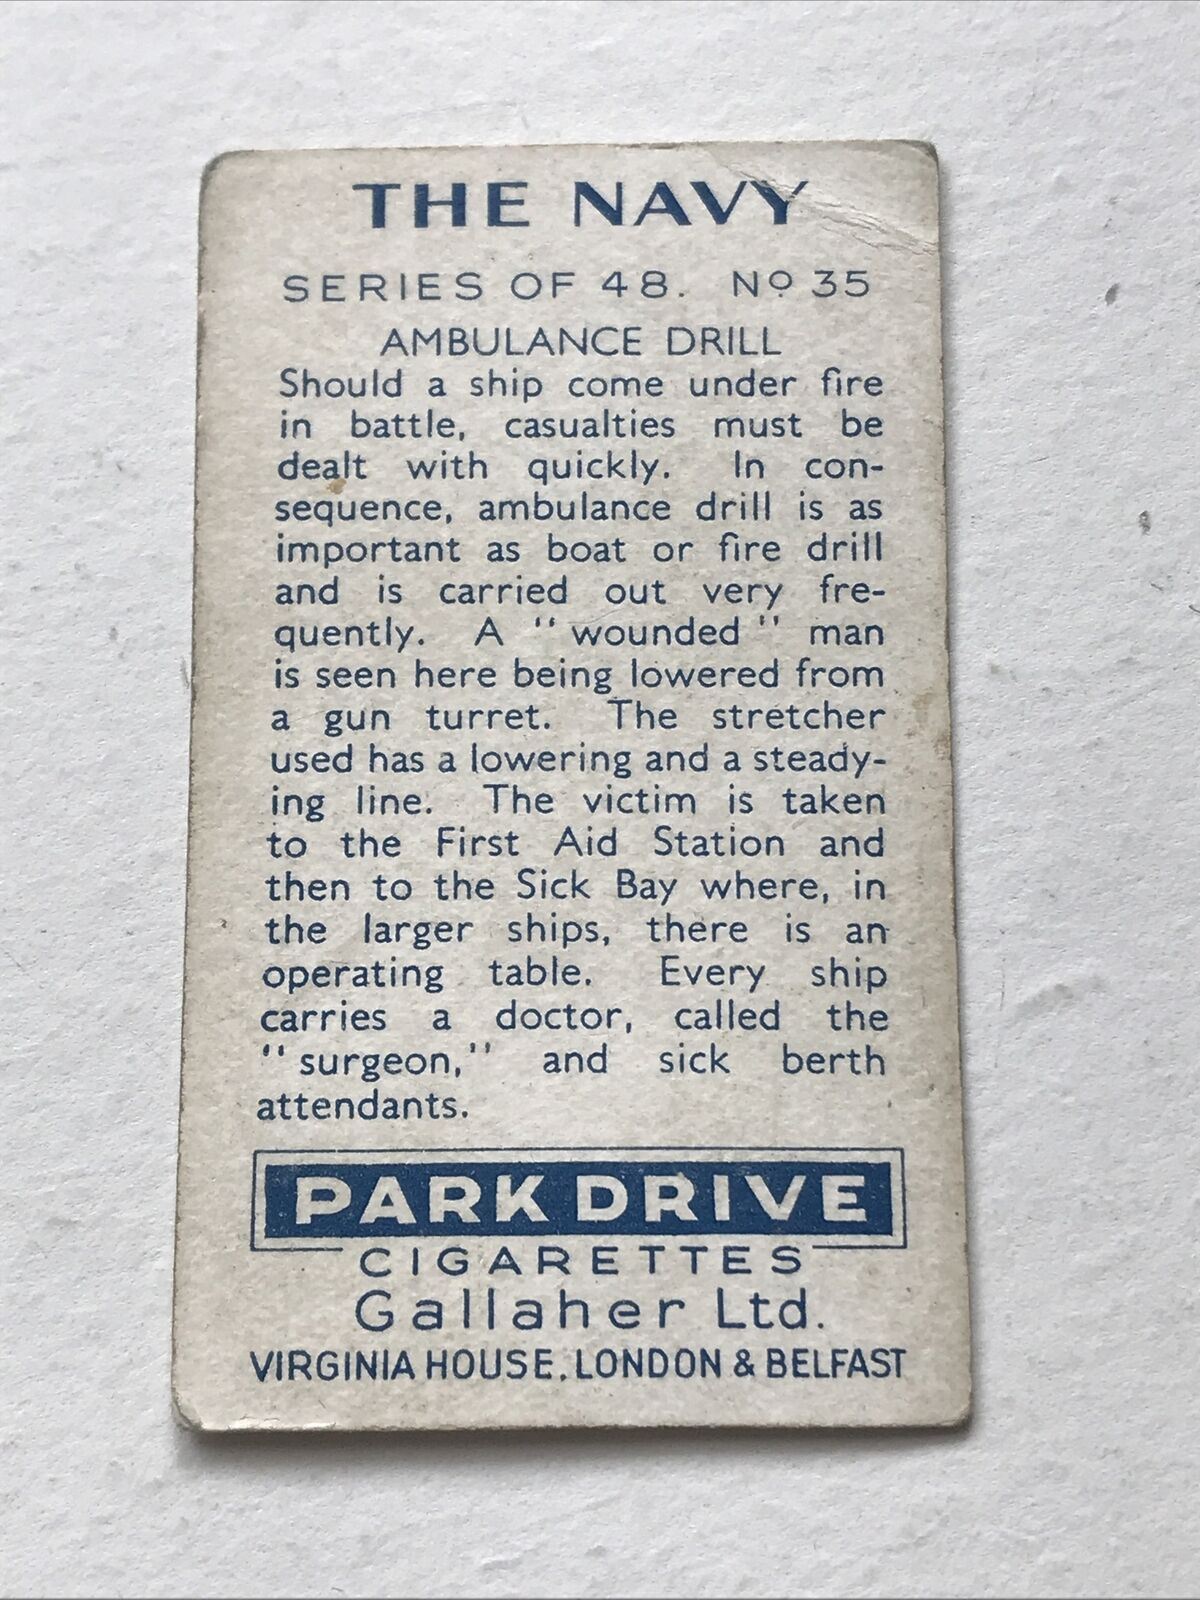 THE NAVY
SERIES OF 48. Nº 35
AMBULANCE DRILL
Should a ship come under fire
in battle, casualties must be
dealt with quickly. In con-
sequence, ambulance drill is as
important as boat or fire drill
and is carried out very fre-
quently. A "wounded" man
is seen here being lowered from
a gun turret. The stretcher
used has a lowering and a steady-
ing line. The victim is taken
to the First Aid Station and
then to the Sick Bay where, in
the larger ships, there is an
operating table. Every ship
carries a doctor, called the
"surgeon," and sick berth
attendants.
PARK DRIVE
CIGARETTES
Gallaher Ltd.
VIRGINIA HOUSE, LONDON & BELFAST